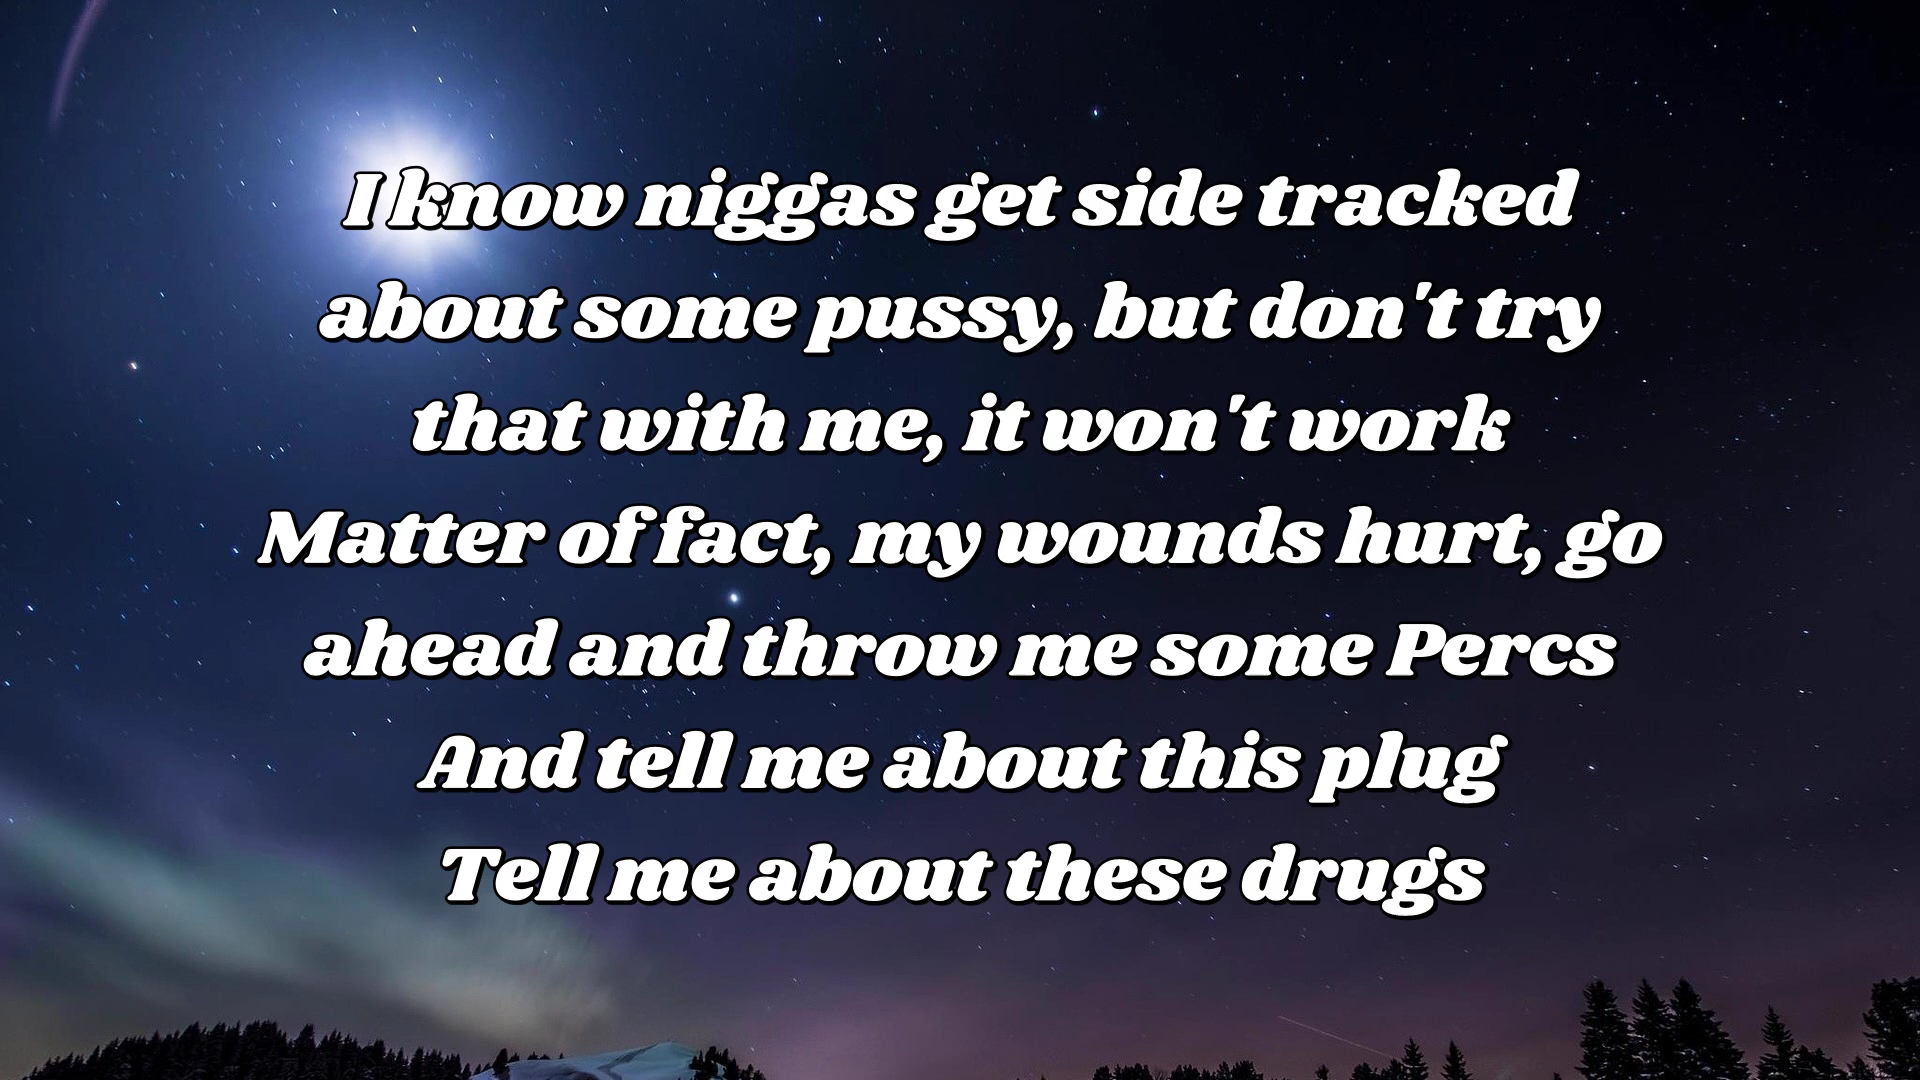 I know niggas get side tracked
about some pussy, but don't try
that with me, it won't work
Matter of fact, my wounds hurt, go
ahead and throw me some Percs
And tell me about this plug
Tell me about these drugs